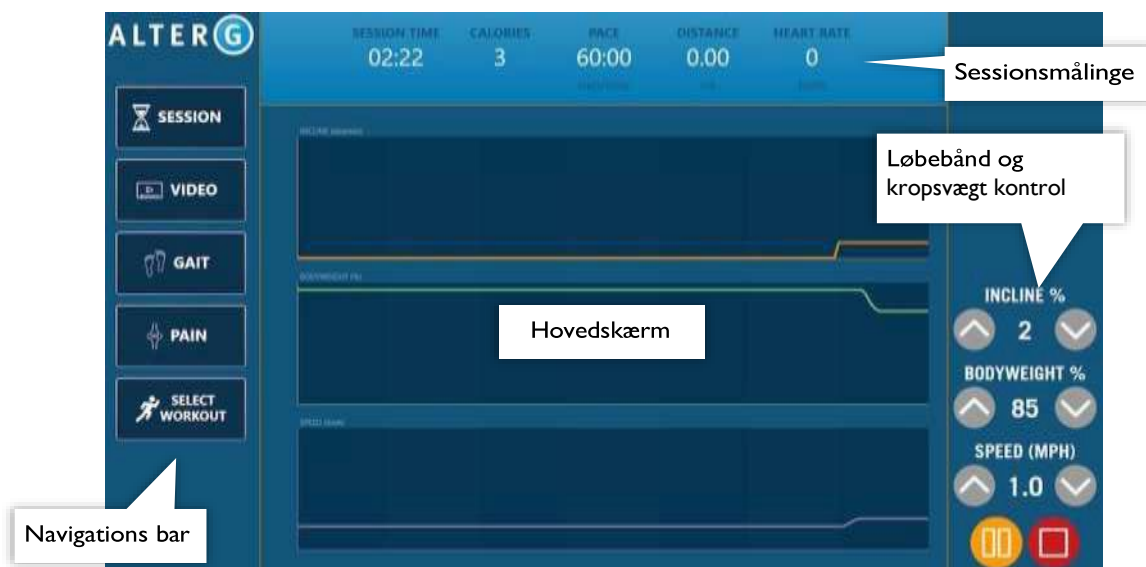 ALTERG
SESSION TIME CALORIES PACE DISTANCE HEART RATE
02:22 3 60:00 0.00 0
Sessionsmålinge
SESSION
VIDEO
GAIT
PAIN
SELECT
WORKOUT
Navigations bar
Hovedskærm
Løbebånd og
kropsvægt kontrol
INCLINE %
2
BODYWEIGHT %
85
SPEED (MPH)
1.0